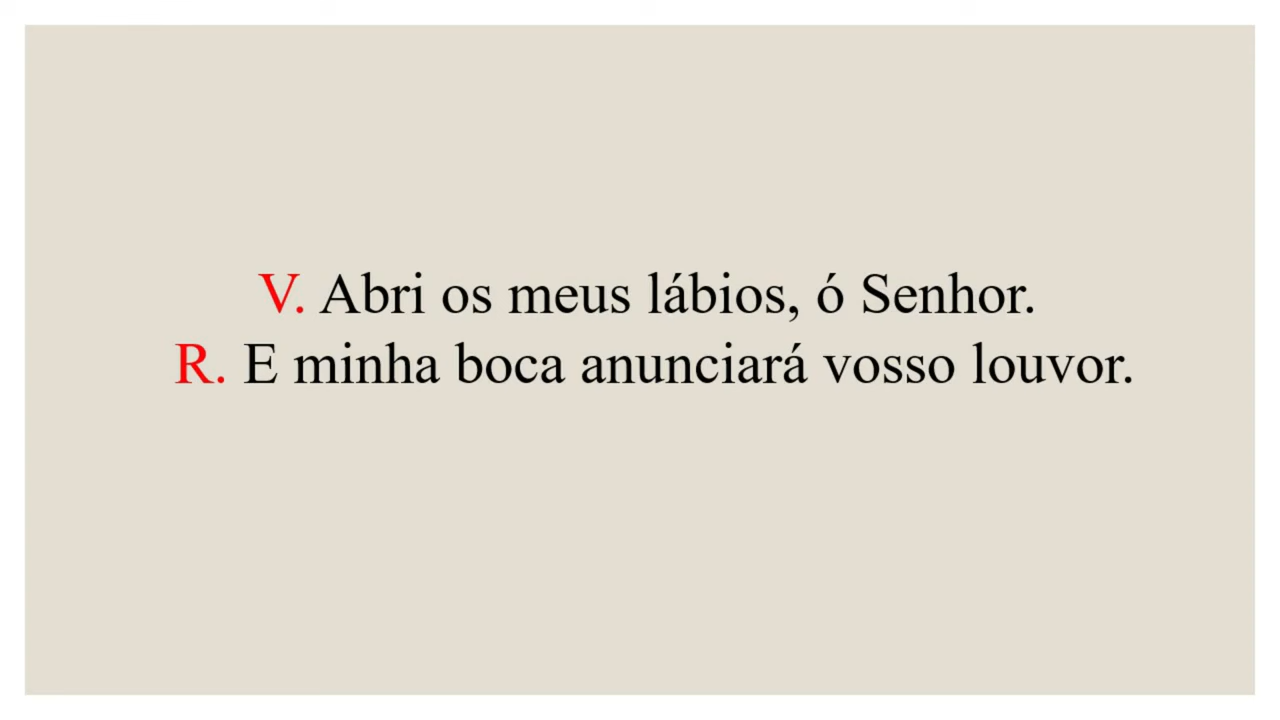 V. Abri os meus lábios, ó Senhor.
R. E minha boca anunciará vosso louvor.